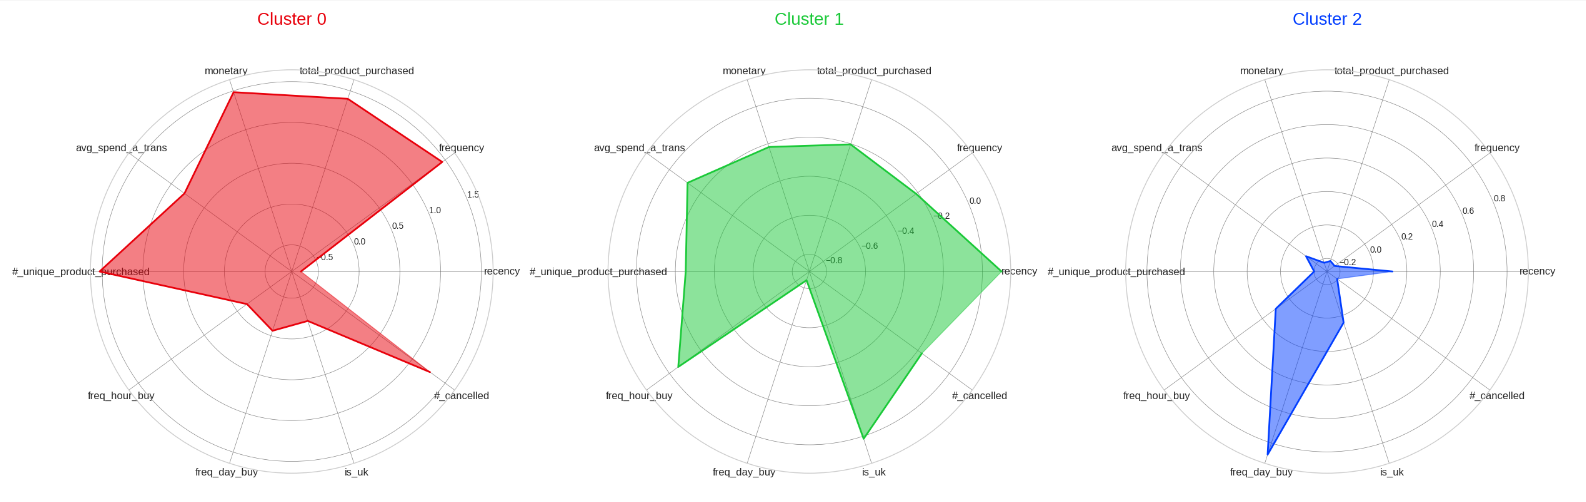 Cluster 0
Cluster 1
Cluster 2
monetary
total_product_purchased
avg_spend_a_trans
frequency
#_unique_product_purchased
recency
freq_hour_buy
#_cancelled
freq_day_buy
is_uk
1.5
1.0
0.5
0.0
−0.5
monetary
total_product_purchased
avg_spend_a_trans
frequency
#_unique_product_purchased
recency
freq_hour_buy
#_cancelled
freq_day_buy
is_uk
0.0
−0.2
−0.4
−0.6
−0.8
monetary
total_product_purchased
avg_spend_a_trans
frequency
#_unique_product_purchased
recency
freq_hour_buy
#_cancelled
freq_day_buy
is_uk
0.8
0.6
0.4
0.2
0.0
−0.2